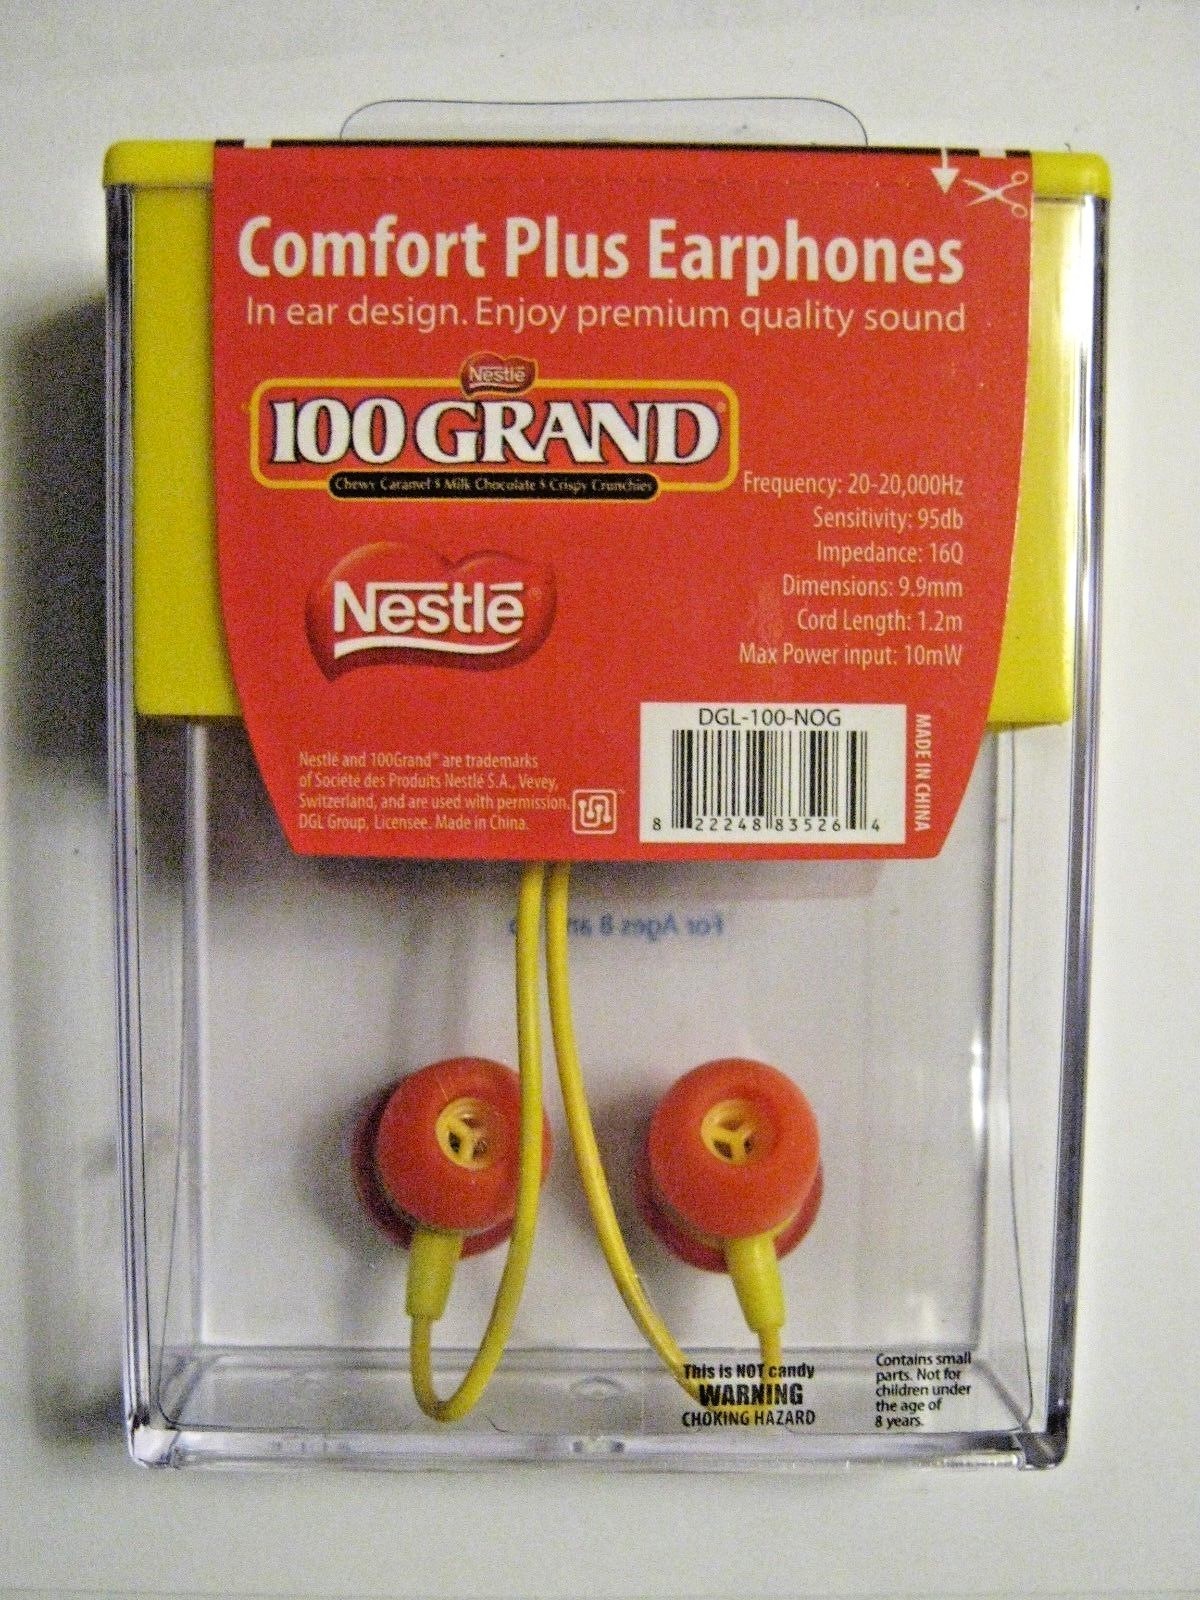 Comfort Plus Earphones
In ear design. Enjoy premium quality sound
Nestlé
100 GRAND®
Chewy Caramel $ Milk Chocolate $ Crispy Crunchies
Nestlé®
Frequency: 20-20,000Hz
Sensitivity: 95db
Impedance: 16Ω
Dimensions: 9.9mm
Cord Length: 1.2m
Max Power input: 10mW
Nestlé and 100Grand® are trademarks
of Société des Produits Nestlé S.A., Vevey,
Switzerland, and are used with permission.
DGL Group, Licensee. Made in China.
DGL-100-NOG
8 22248 83526 4
MADE IN CHINA
For Ages 8
This is NOT candy
WARNING
CHOKING HAZARD
Contains small
parts. Not for
children under
the age of
8 years.